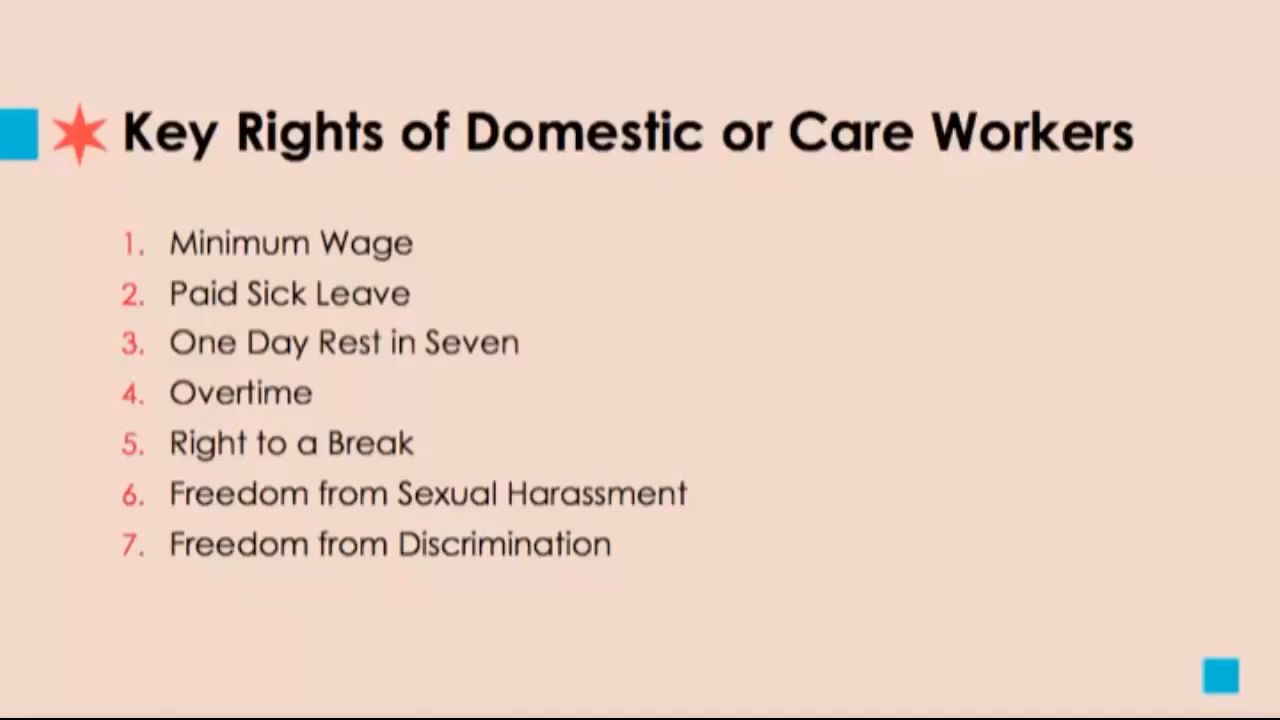 Key Rights of Domestic or Care Workers
1. Minimum Wage
2. Paid Sick Leave
3. One Day Rest in Seven
4. Overtime
5. Right to a Break
6. Freedom from Sexual Harassment
7. Freedom from Discrimination